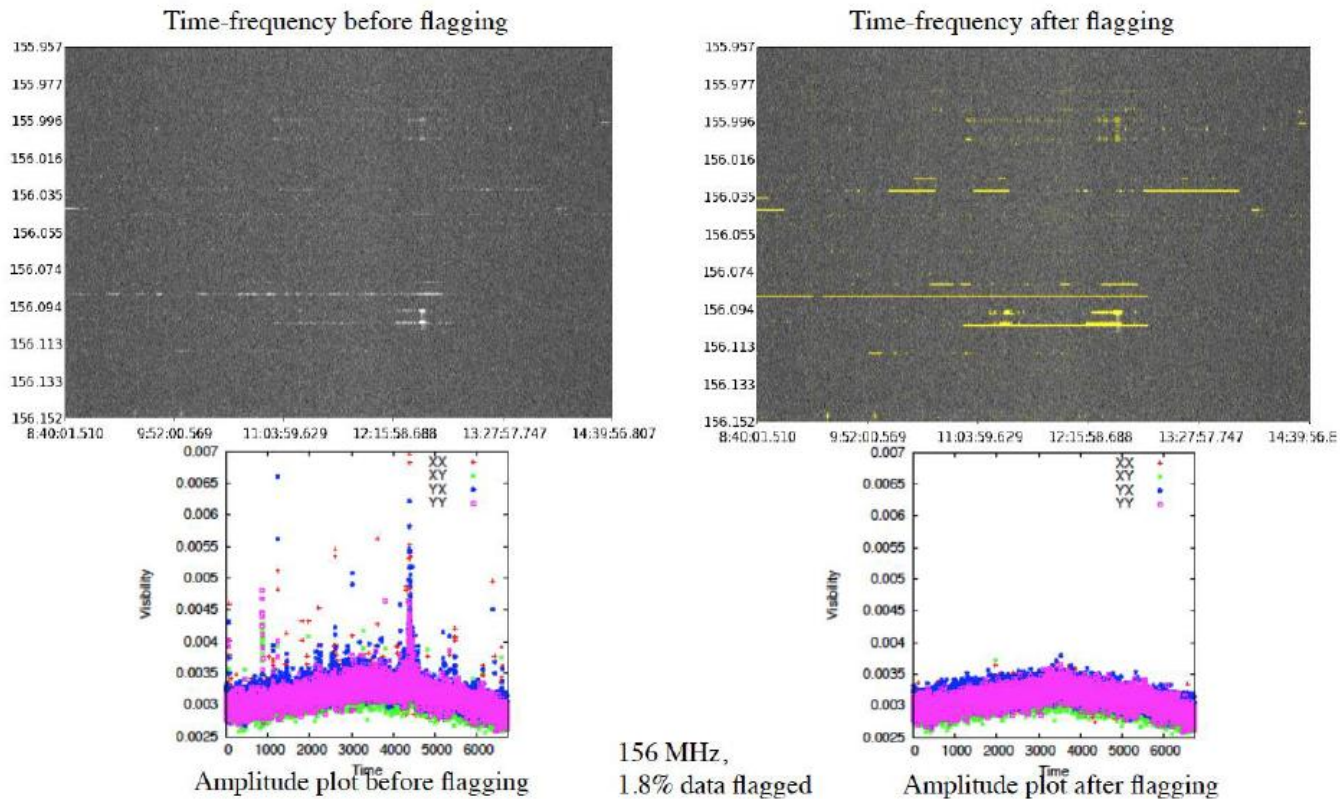 Time-frequency before flagging
155.957
155.977
155.996
156.016
156.035
156.055
156.074
156.094
156.113
156.133
156.152
8:40:01.510 9:52:00.569 11:03:59.629 12:15:58.688 13:27:57.747 14:39:56.807
Time-frequency after flagging
155.957
155.977
155.996
156.016
156.035
156.055
156.074
156.094
156.113
156.133
156.152
8:40:01.510 9:52:00.569 11:03:59.629 12:15:58.688 13:27:57.747 14:39:56.8
0.007
0.0065
0.006
0.0055
0.005
0.0045
0.004
0.0035
0.003
0.0025
Visibility
XX
XY
YX
YY
0 1000 2000 3000 4000 5000 6000
Time
Amplitude plot before flagging
156 MHz,
1.8% data flagged
0.007
0.0065
0.006
0.0055
0.005
0.0045
0.004
0.0035
0.003
0.0025
Visibility
XX
XY
YX
YY
0 1000 2000 3000 4000 5000 6000
Time
Amplitude plot after flagging